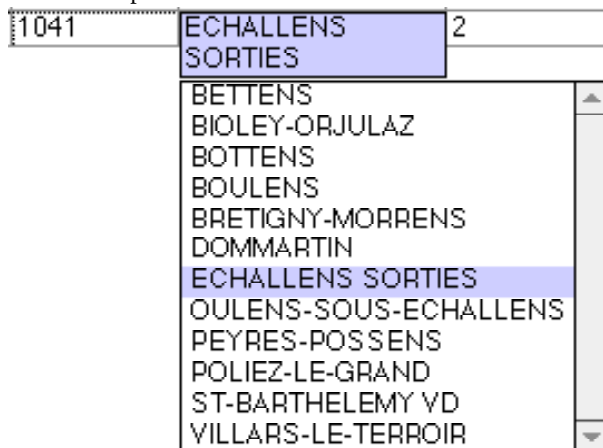 1041 ECHALLENS 2
SORTIES
BETTENS
BIOLEY-ORJULAZ
BOTTENS
BOULENS
BRETIGNY-MORRENS
DOMMARTIN
ECHALLENS SORTIES
OULENS-SOUS-ECHALLENS
PEYRES-POSSENS
POLIEZ-LE-GRAND
ST-BARTHELEMY VD
VILLARS-LE-TERROIR